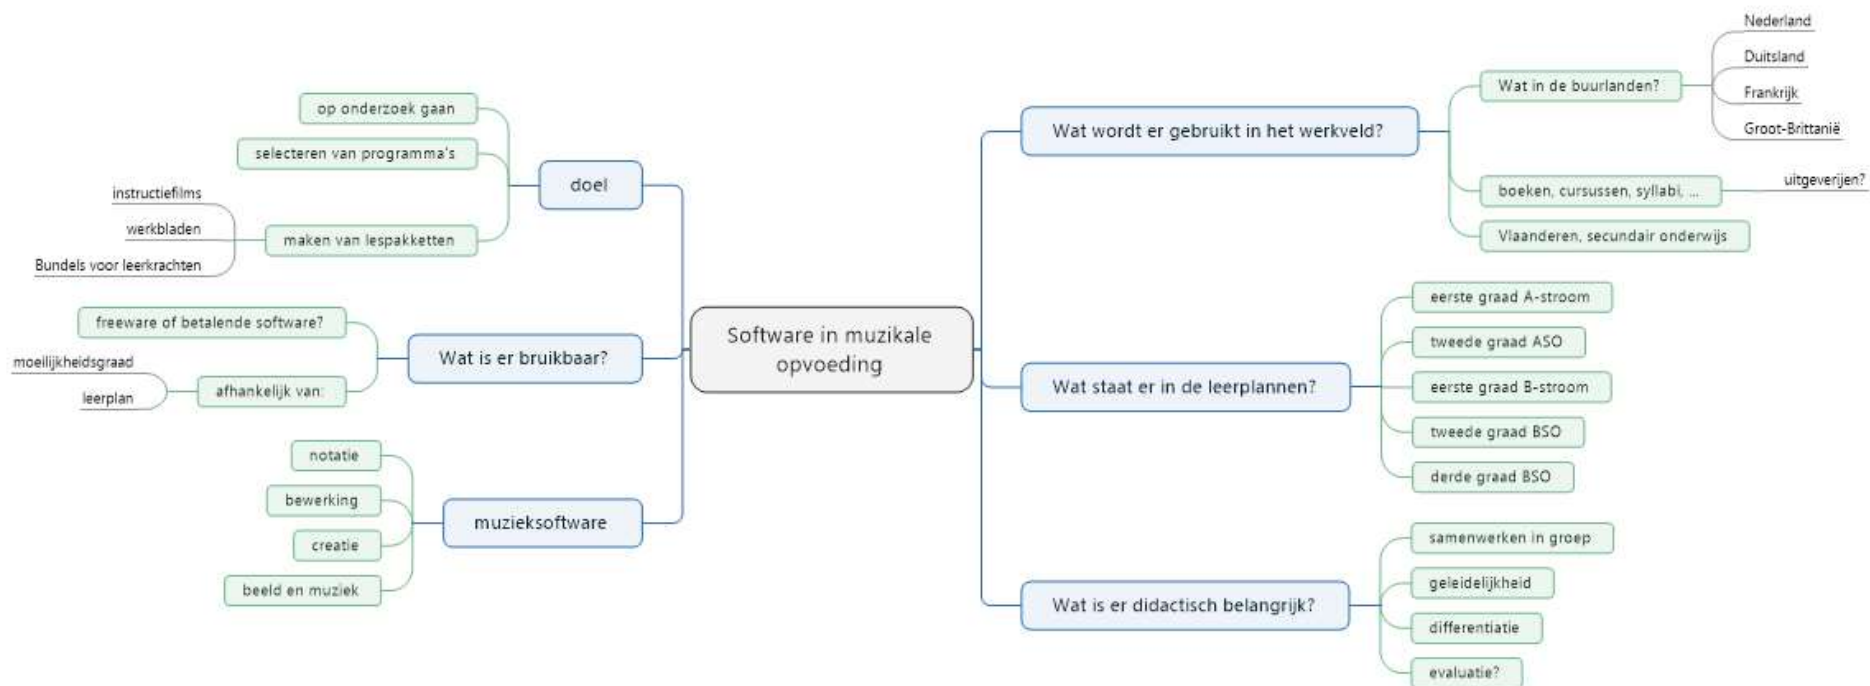 Software in muzikale
opvoeding
doel
op onderzoek gaan
selecteren van programma's
maken van lespakketten
instructiefilms
werkbladen
Bundels voor leerkrachten
Wat is er bruikbaar?
freeware of betalende software?
afhankelijk van:
moeilijkheidsgraad
leerplan
muzieksoftware
notatie
bewerking
creatie
beeld en muziek
Wat wordt er gebruikt in het werkveld?
Wat in de buurlanden?
Nederland
Duitsland
Frankrijk
Groot-Brittanië
boeken, cursussen, syllabi, ...
uitgeverijen?
Vlaanderen, secundair onderwijs
Wat staat er in de leerplannen?
eerste graad A-stroom
tweede graad ASO
eerste graad B-stroom
tweede graad BSO
derde graad BSO
Wat is er didactisch belangrijk?
samenwerken in groep
geleidelijkheid
differentiatie
evaluatie?